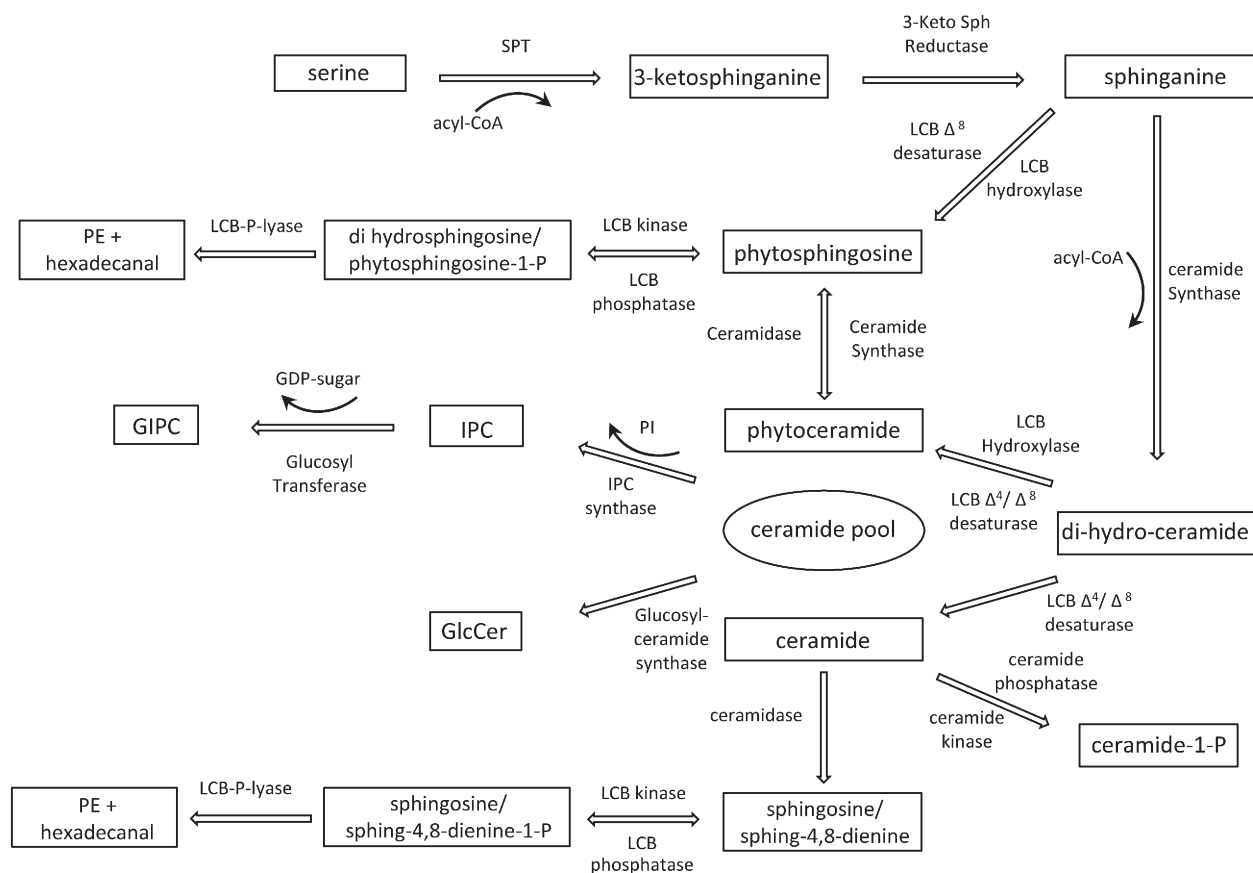 SPT
3-Keto Sph
Reductase
serine
3-ketosphinganine
sphinganine
acyl-CoA
LCB Δ⁸
desaturase
LCB
hydroxylase
PE +
hexadecanal
LCB-P-lyase
di hydrosphingosine/
phytosphingosine-1-P
LCB kinase
LCB
phosphatase
phytosphingosine
acyl-CoA
ceramide
Synthase
Ceramidase
Ceramide
Synthase
GDP-sugar
GIPC
Glucosyl
Transferase
IPC
PI
IPC
synthase
phytoceramide
LCB
Hydroxylase
LCB Δ⁴/ Δ⁸
desaturase
ceramide pool
di-hydro-ceramide
GlcCer
Glucosyl-
ceramide
synthase
ceramide
LCB Δ⁴/ Δ⁸
desaturase
ceramide
phosphatase
ceramide
kinase
ceramide-1-P
ceramidase
PE +
hexadecanal
LCB-P-lyase
sphingosine/
sphing-4,8-dienine-1-P
LCB kinase
LCB
phosphatase
sphingosine/
sphing-4,8-dienine